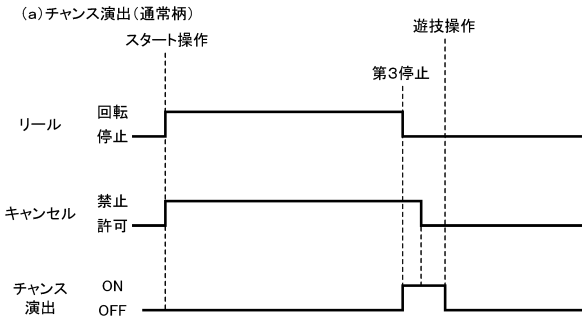 (a)チャンス演出(通常柄)
スタート操作
遊技操作
第3停止
リール
回転
停止
キャンセル
禁止
許可
チャンス
演出
ON
OFF